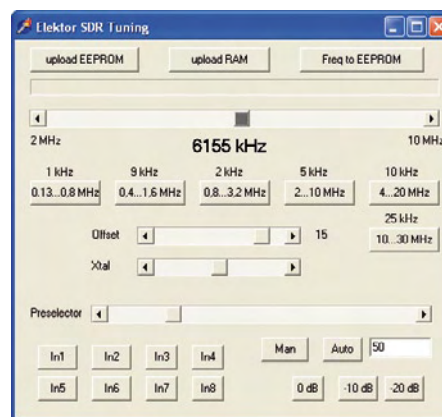 Elektor SDR Tuning
upload EEPROM upload RAM Freq to EEPROM
2 MHz 6155 kHz 10 MHz
1 kHz 9 kHz 2 kHz 5 kHz 10 kHz
0.13...0,8 MHz 0,4...1,6 MHz 0,8...3,2 MHz 2...10 MHz 4...20 MHz
25 kHz
Offset 15 10...30 MHz
Xtal
Preselector
In1 In2 In3 In4 Man Auto 50
In5 In6 In7 In8 0 dB -10 dB -20 dB